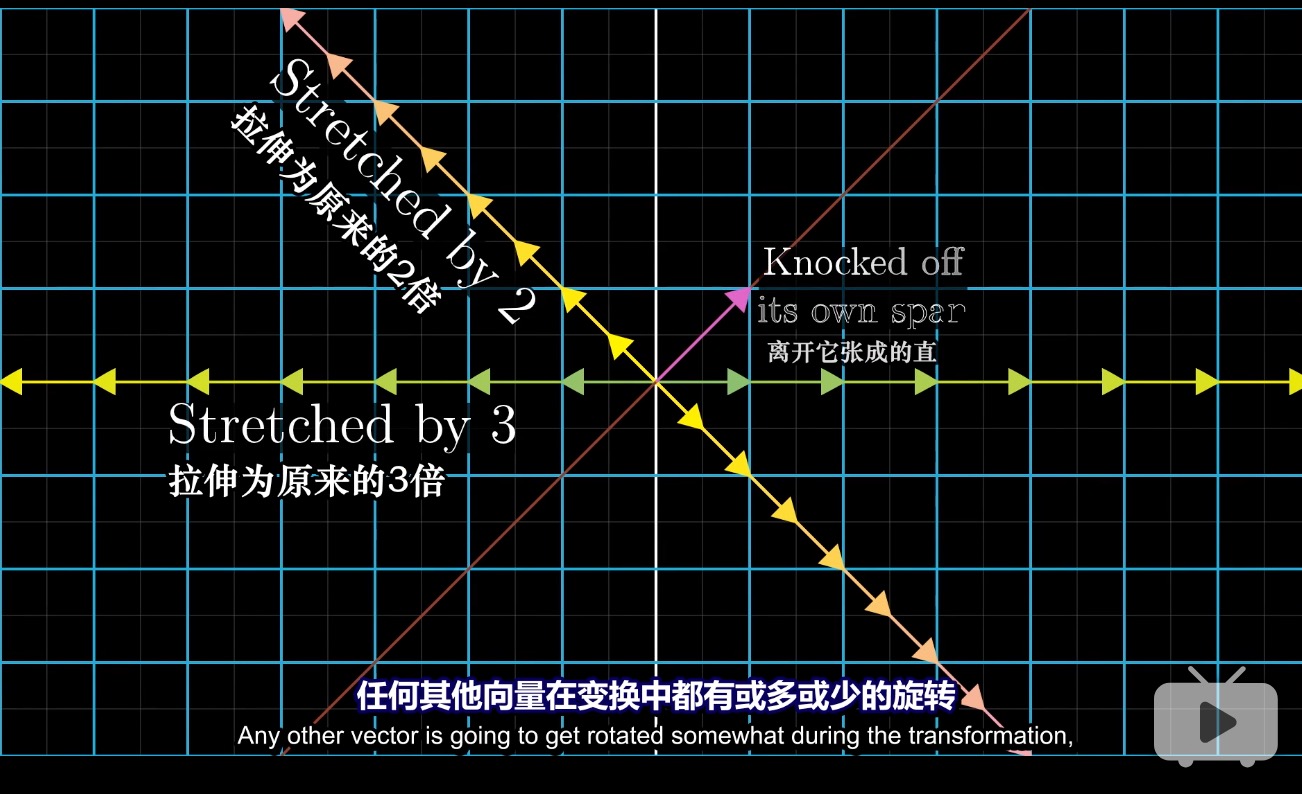 Stretched by 2
拉伸为原来的2倍
Knocked off
its own span
离开它张成的直
Stretched by 3
拉伸为原来的3倍
任何其他向量在变换中都有或多或少的旋转
Any other vector is going to get rotated somewhat during the transformation,